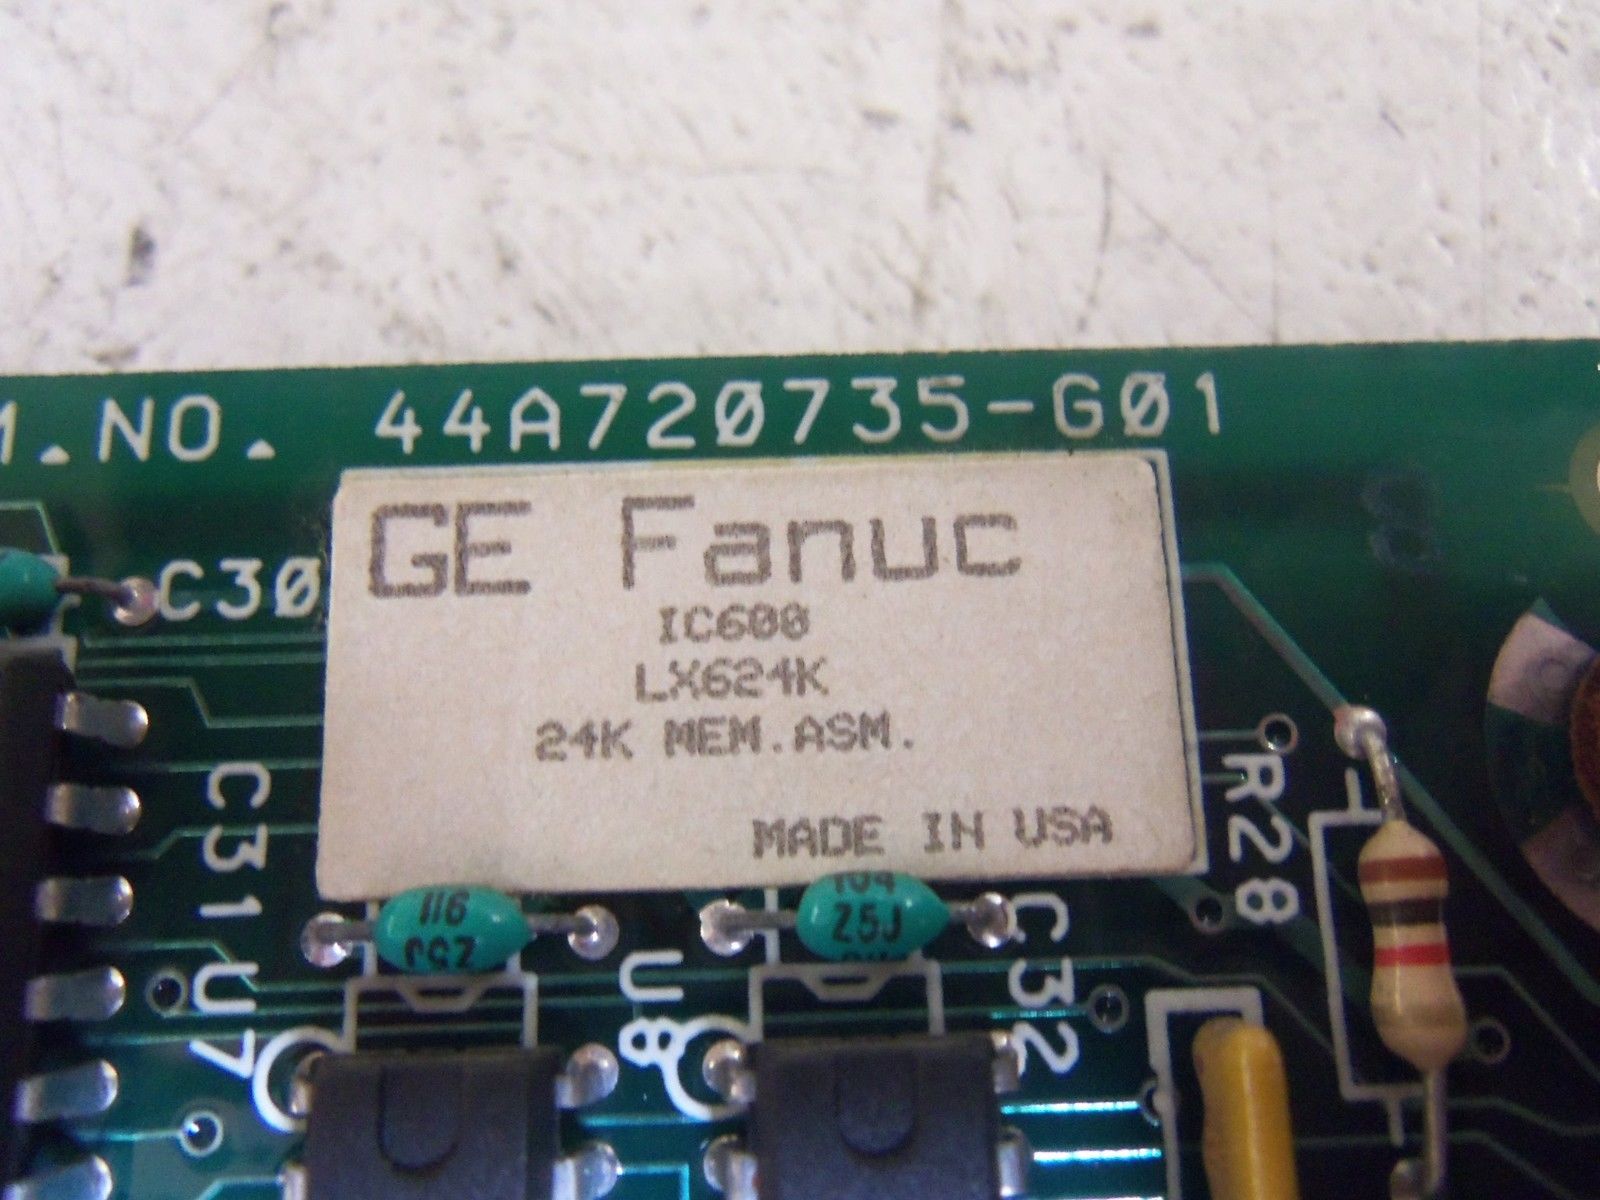 M.NO. 44A720735-G01
GE Fanuc
IC600
LX624K
24K MEM.ASM.
MADE IN USA
C30
C31
U7
U8
C32
R28
104
Z5J